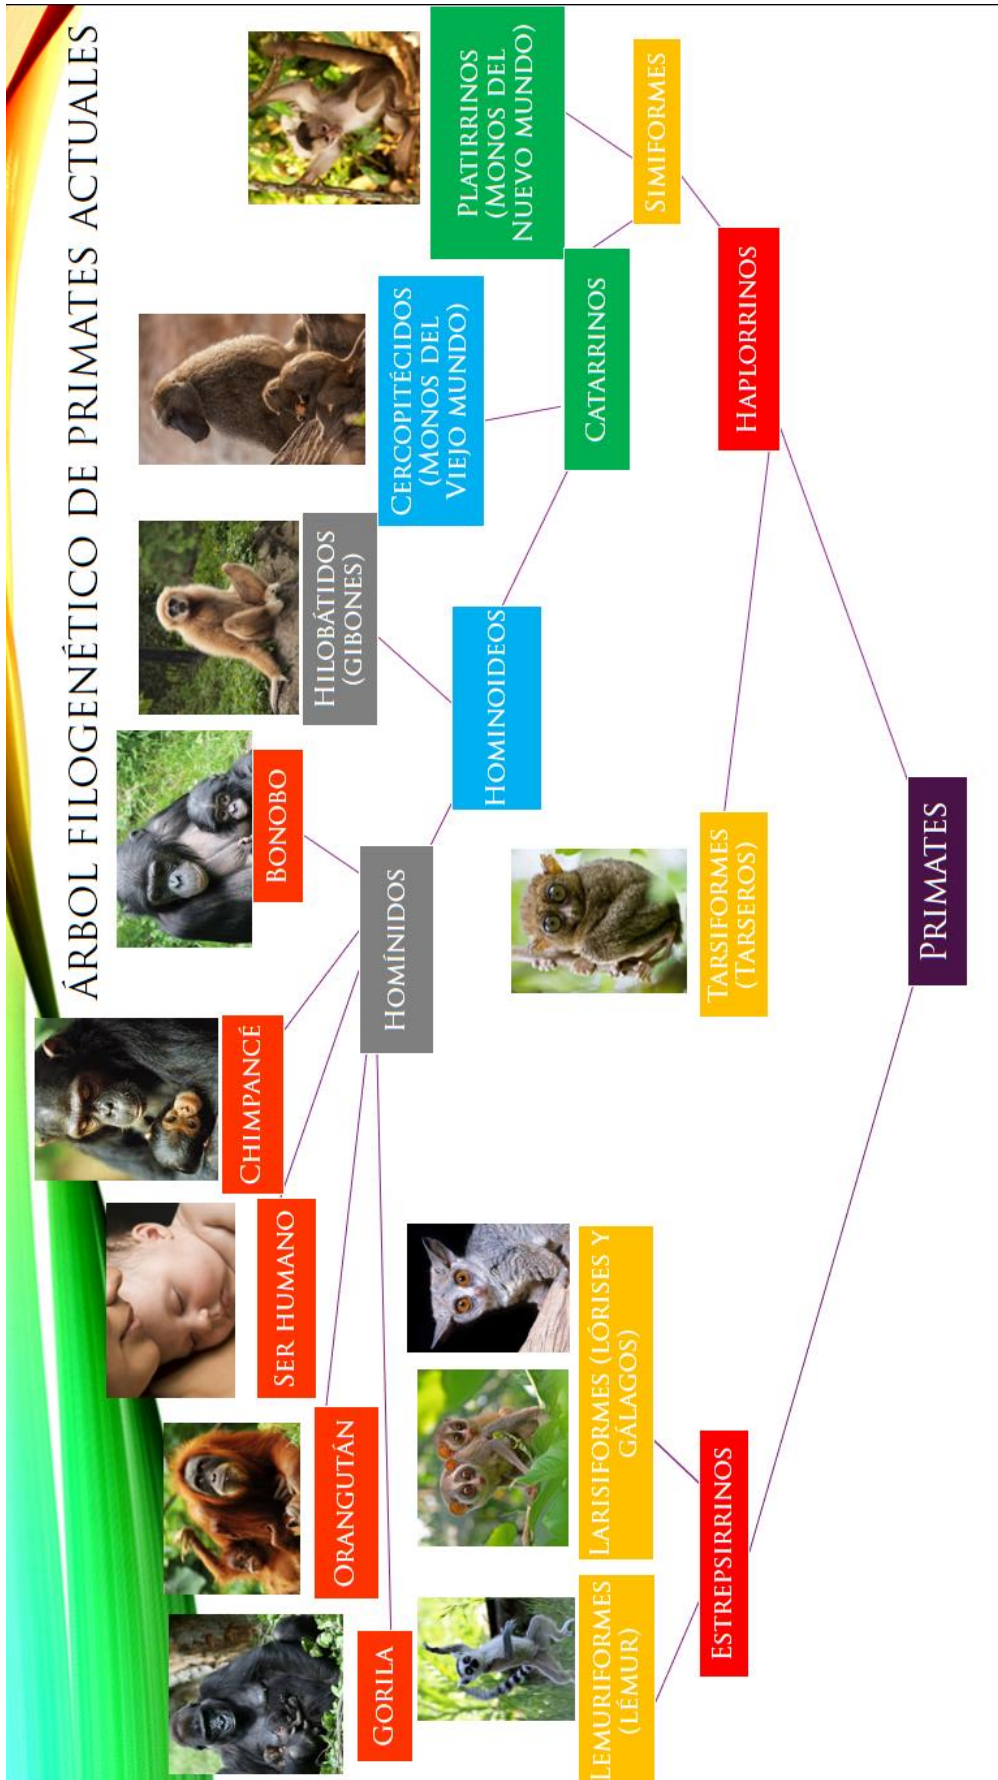 ÁRBOL FILOGENÉTICO DE PRIMATES ACTUALES
GORILA
ORANGUTÁN
SER HUMANO
CHIMPANCÉ
BONOBO
HILOBÁTIDOS
(GIBONES)
CERCOPITÉCIDOS
(MONOS DEL
VIEJO MUNDO)
PLATIRRINOS
(MONOS DEL
NUEVO MUNDO)
HOMÍNIDOS
HOMINOIDEOS
CATARRINOS
SIMIFORMES
LEMURIFORMES
(LÉMUR)
LARISIFORMES (LÓRISES Y
GÁLAGOS)
TARSIFORMES
(TARSEROS)
HAPLORRINOS
ESTREPSIRRINOS
PRIMATES